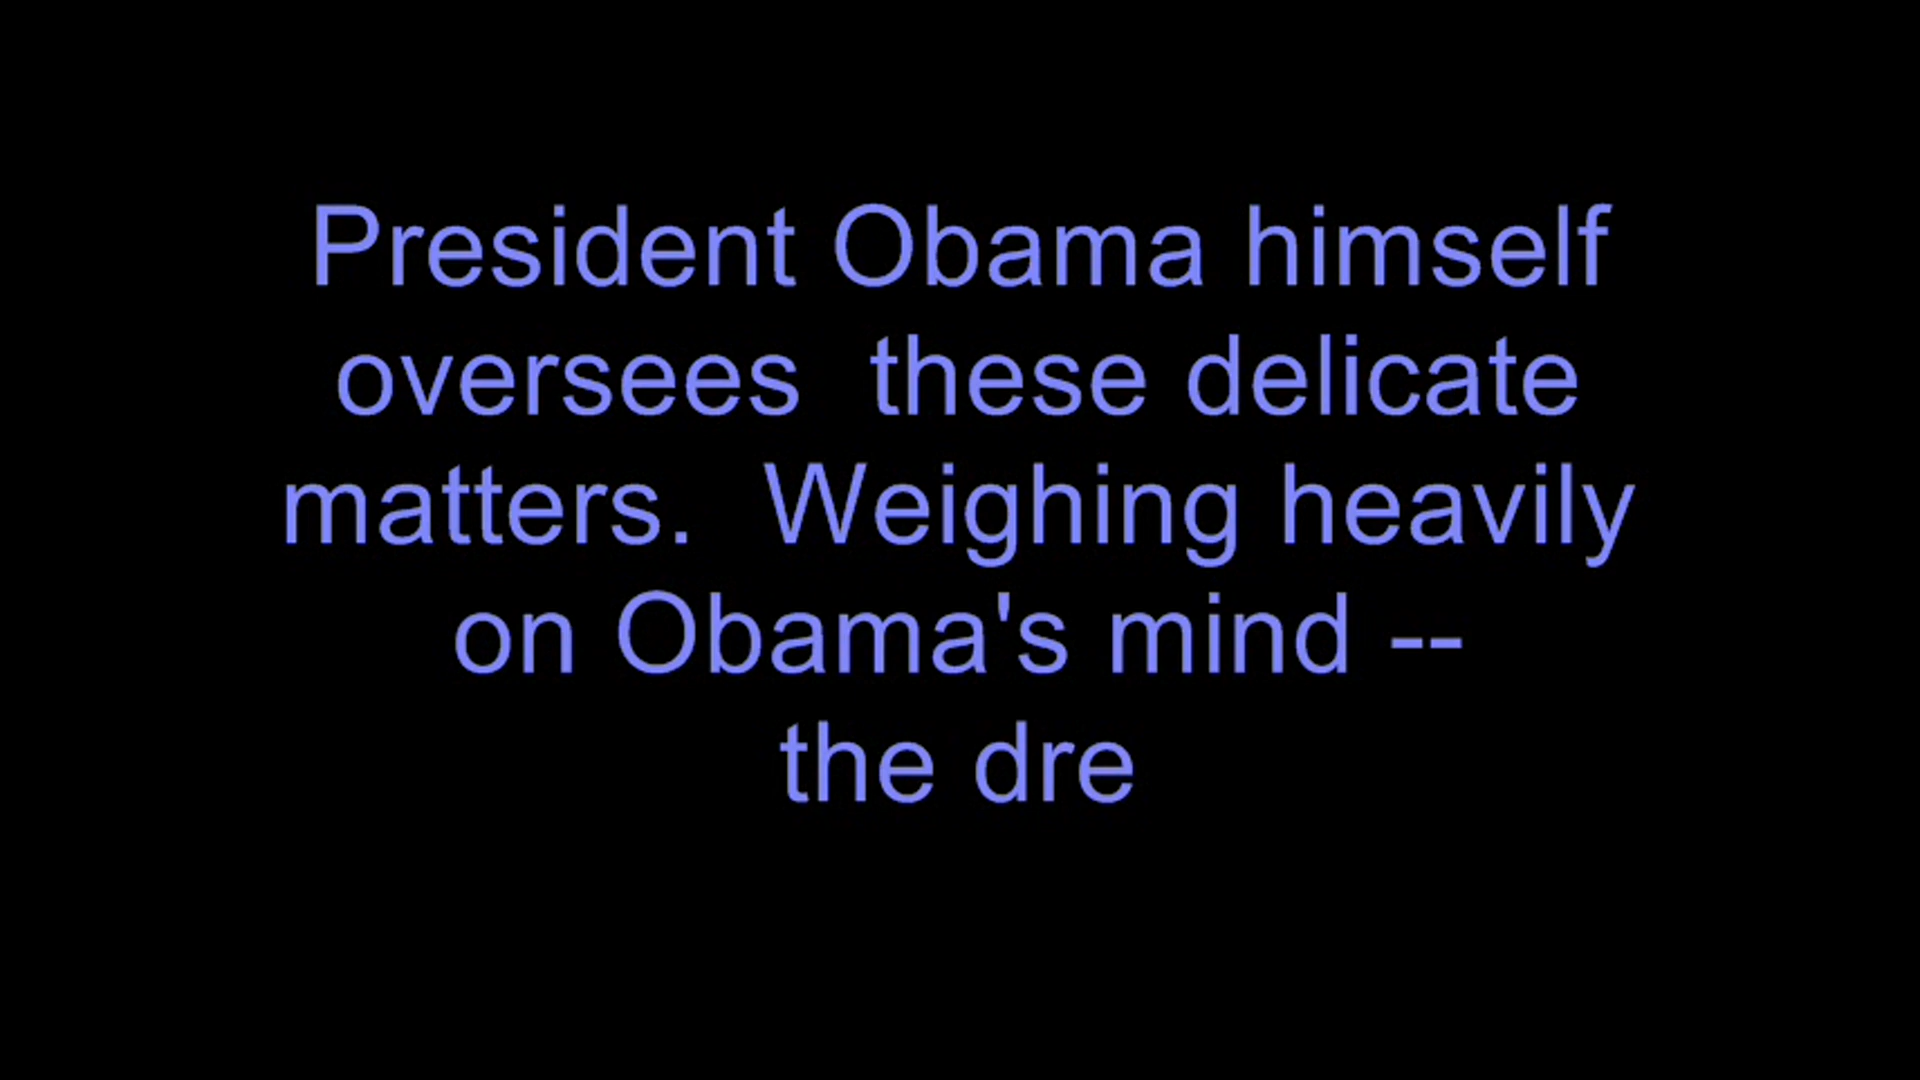 President Obama himself
oversees  these delicate
matters.  Weighing heavily
on Obama's mind --
the dre